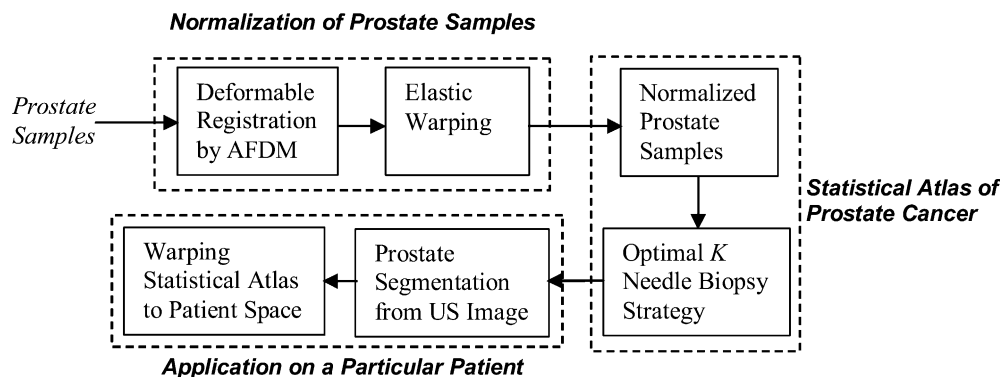 Normalization of Prostate Samples
Prostate
Samples
Deformable
Registration
by AFDM
Elastic
Warping
Normalized
Prostate
Samples
Statistical Atlas of
Prostate Cancer
Warping
Statistical Atlas
to Patient Space
Prostate
Segmentation
from US Image
Optimal K
Needle Biopsy
Strategy
Application on a Particular Patient